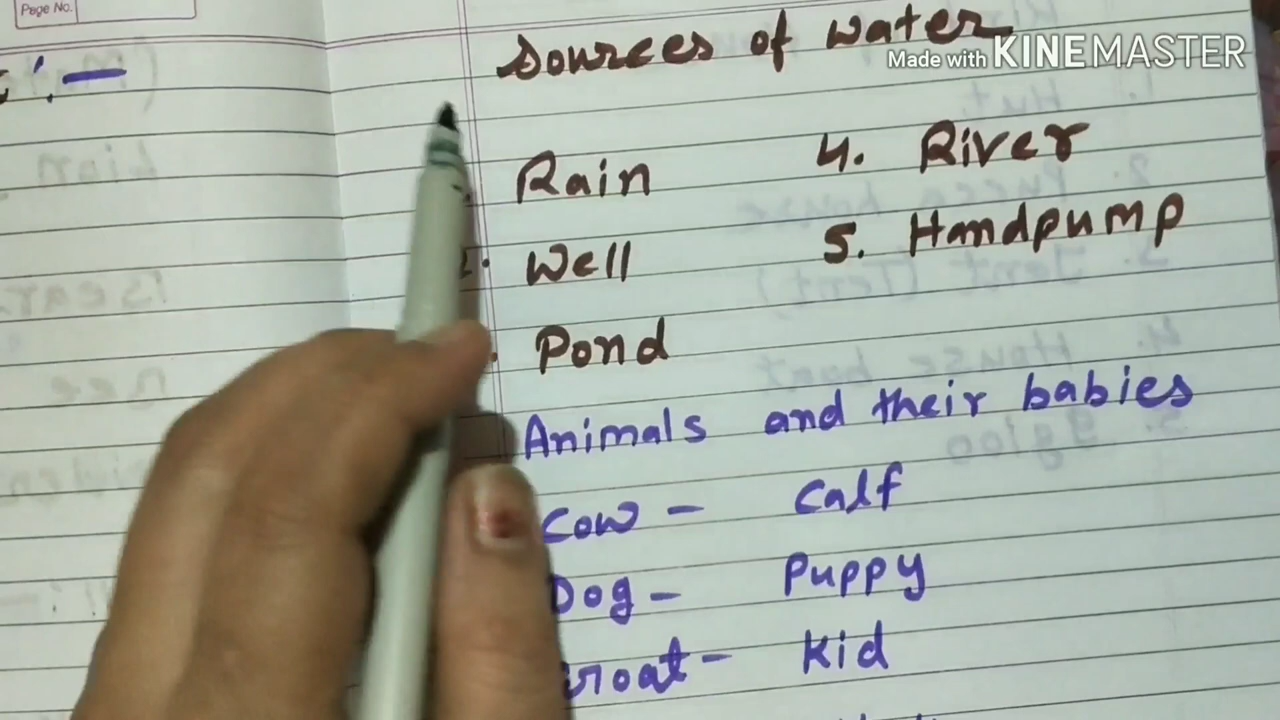 Page No.
Sources of water
Made with KINEMASTER
Rain
4. River
Well
5. Handpump
Pond
Animals and their babies
Cow - Calf
Dog - Puppy
Goat - Kid